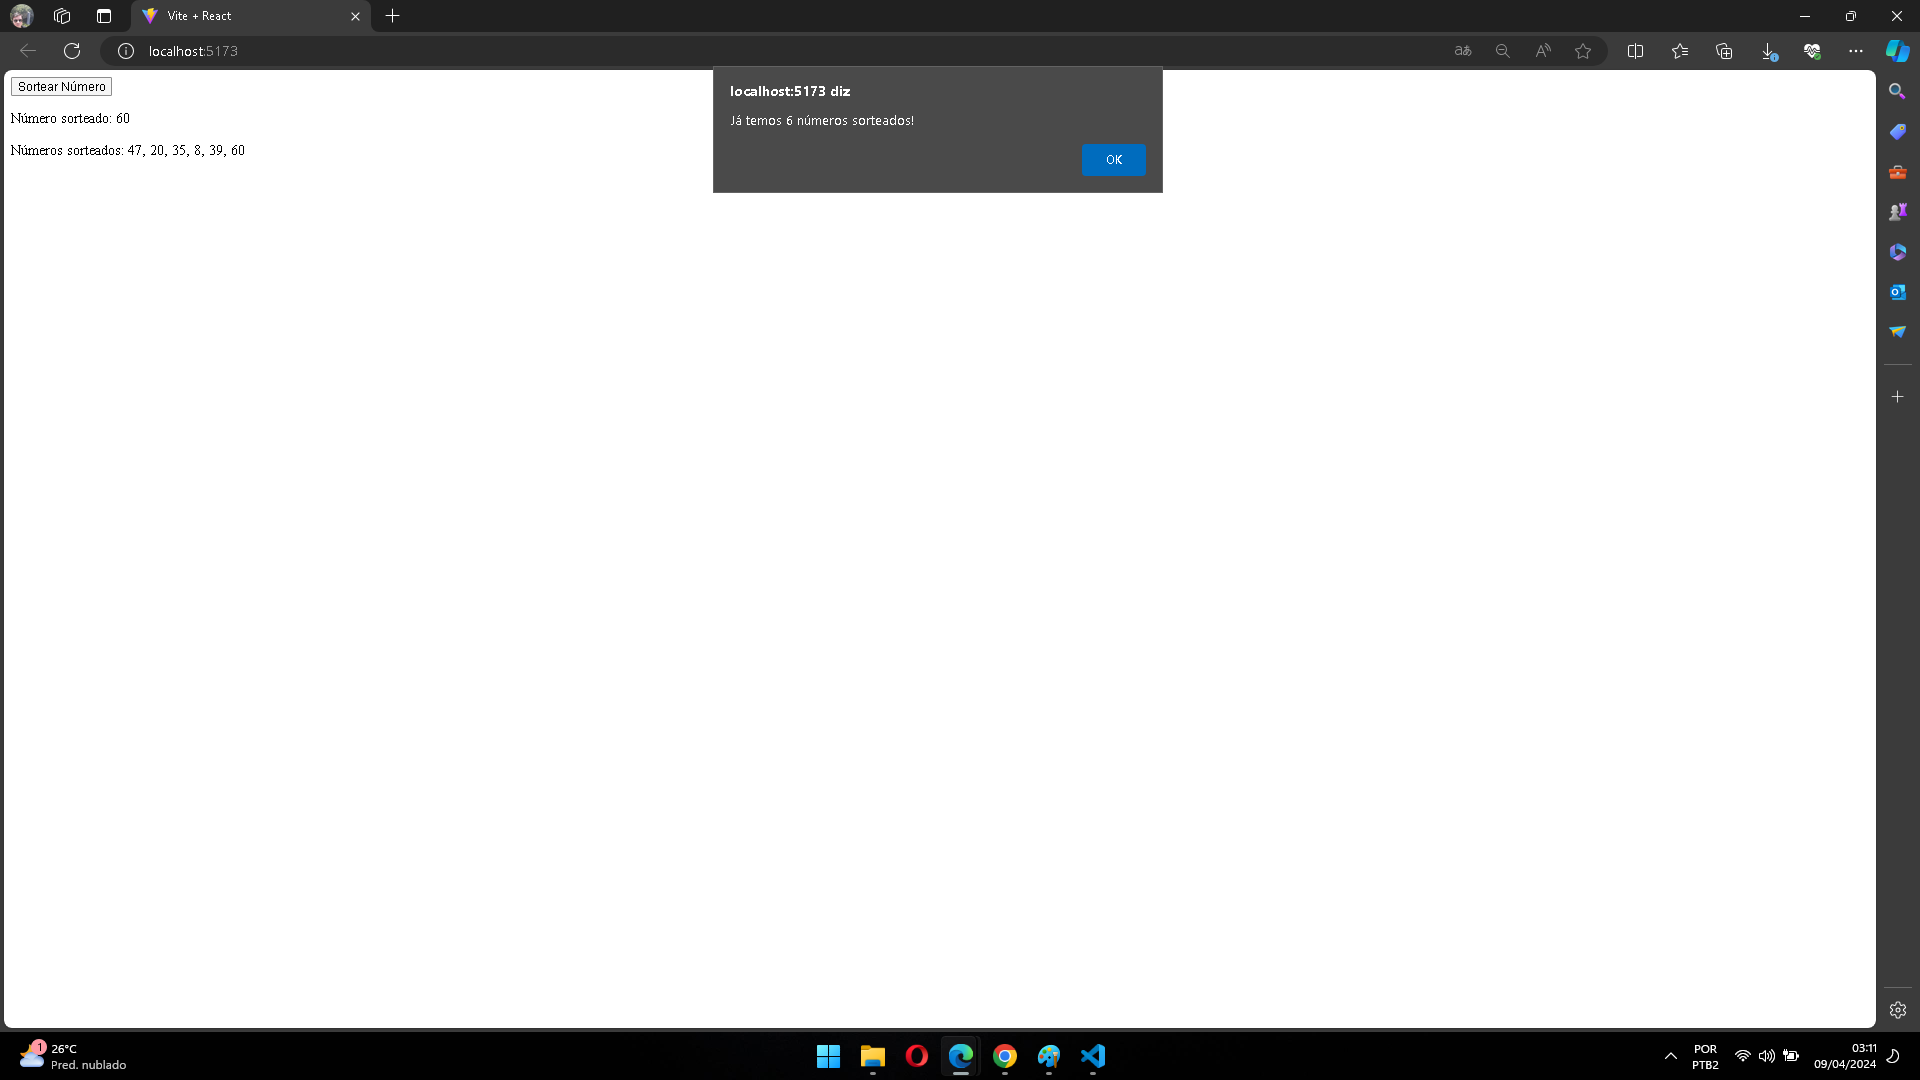 Vite + React
localhost:5173
Sortear Número
Número sorteado: 60
Números sorteados: 47, 20, 35, 8, 39, 60
localhost:5173 diz
Já temos 6 números sorteados!
OK
1
26°C
Pred. nublado
POR
PTB2
03:11
09/04/2024